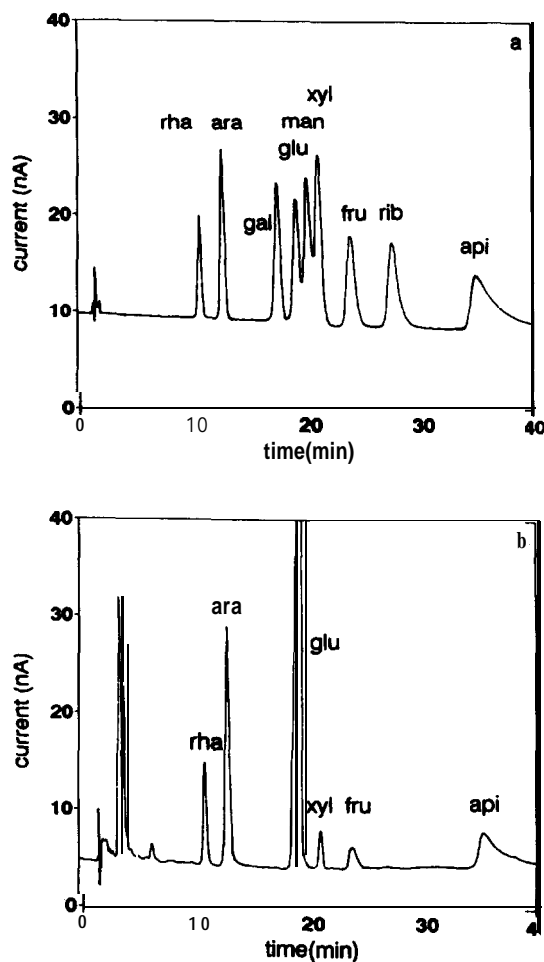 40
a
xyl
30
rha ara man
glu
current (nA)
20
gal
fru rib
api
10
0
0 10 20 30 40
time(min)
40
b
ara
30
glu
current (nA)
20
rha
10
xyl fru api
0
0 10 20 30 40
time(min)